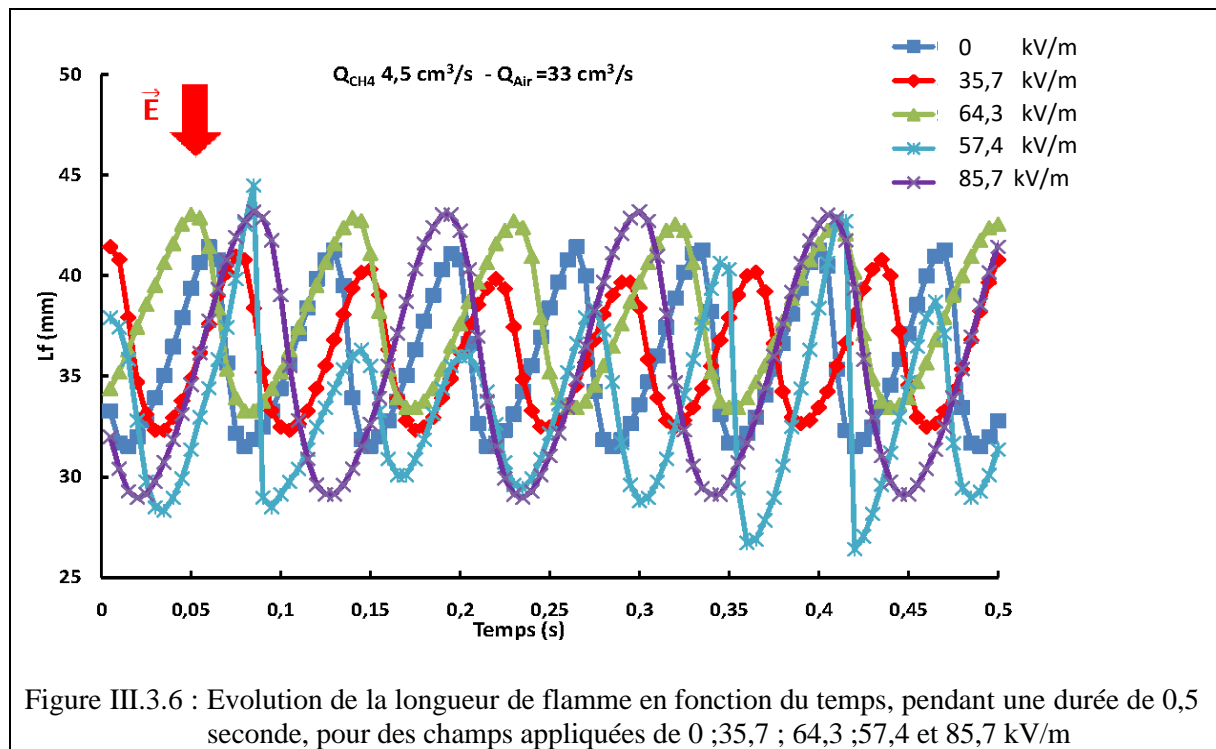 0 kV/m
35,7 kV/m
64,3 kV/m
57,4 kV/m
85,7 kV/m
Q_CH4 4,5 cm³/s - Q_Air =33 cm³/s
E⃗
Lf (mm)
50
45
40
35
30
25
0 0,05 0,1 0,15 0,2 0,25 0,3 0,35 0,4 0,45 0,5
Temps (s)
Figure III.3.6 : Evolution de la longueur de flamme en fonction du temps, pendant une durée de 0,5
seconde, pour des champs appliquées de 0 ;35,7 ; 64,3 ;57,4 et 85,7 kV/m